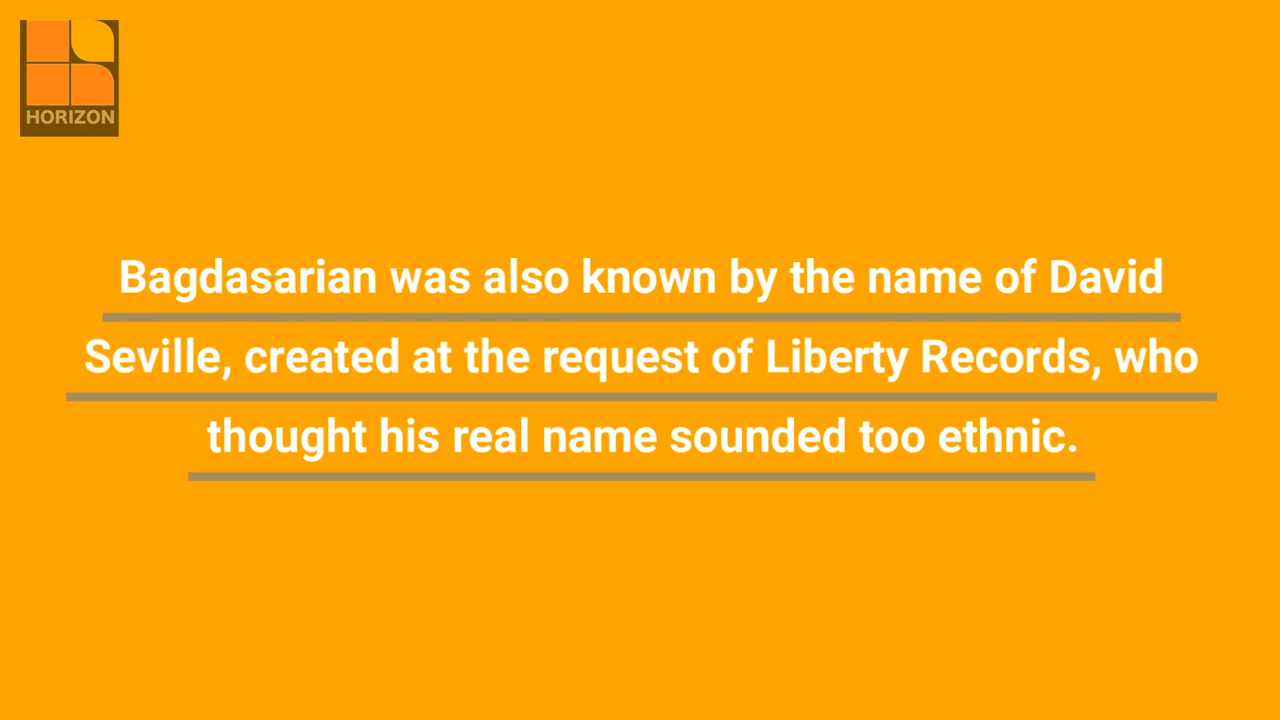 HORIZON
Bagdasarian was also known by the name of David
Seville, created at the request of Liberty Records, who
thought his real name sounded too ethnic.